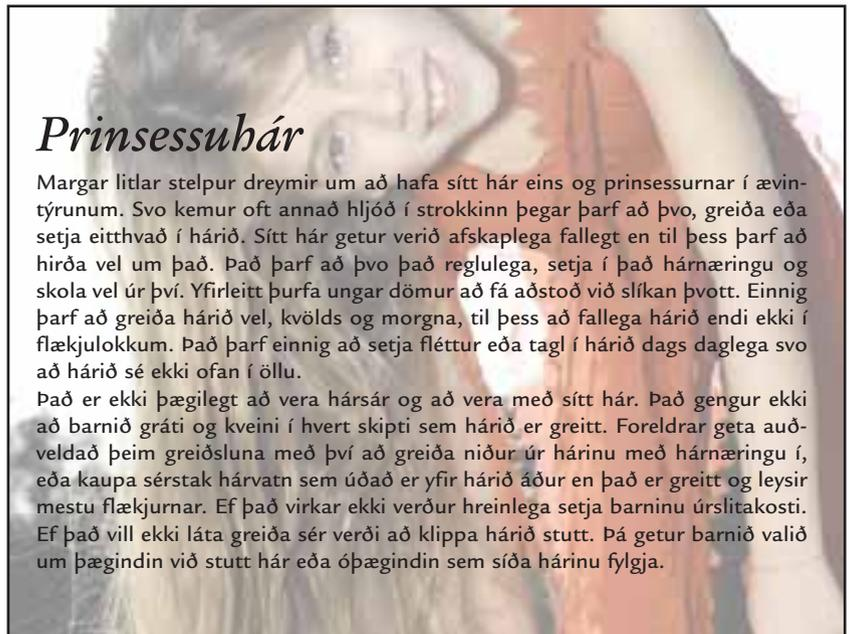 Prinsessuhár
Margar litlar stelpur dreymir um að hafa sítt hár eins og prinsessurnar í ævin-
týrunum. Svo kemur oft annað hljóð í strokkinn þegar þarf að þvo, greiða eða
setja eitthvað í hárið. Sítt hár getur verið afskaplega fallegt en til þess þarf að
hirða vel um það. Það þarf að þvo það reglulega, setja í það hárnæringu og
skola vel úr því. Yfirleitt þurfa ungar dömur að fá aðstoð við slíkan þvott. Einnig
þarf að greiða hárið vel, kvölds og morgna, til þess að fallega hárið endi ekki í
flækjulokkum. Það þarf einnig að setja fléttur eða tagl í hárið dags daglega svo
að hárið sé ekki ofan í öllu.
Það er ekki þægilegt að vera hársár og að vera með sítt hár. Það gengur ekki
að barnið gráti og kveini í hvert skipti sem hárið er greitt. Foreldrar geta auð-
veldað þeim greiðsluna með því að greiða niður úr hárinu með hárnæringu í,
eða kaupa sérstak hárvatn sem úðað er yfir hárið áður en það er greitt og leysir
mestu flækjurnar. Ef það virkar ekki verður hreinlega setja barninu úrslitakosti.
Ef það vill ekki láta greiða sér verði að klippa hárið stutt. Þá getur barnið valið
um þægindin við stutt hár eða óþægindin sem síða hárinu fylgja.